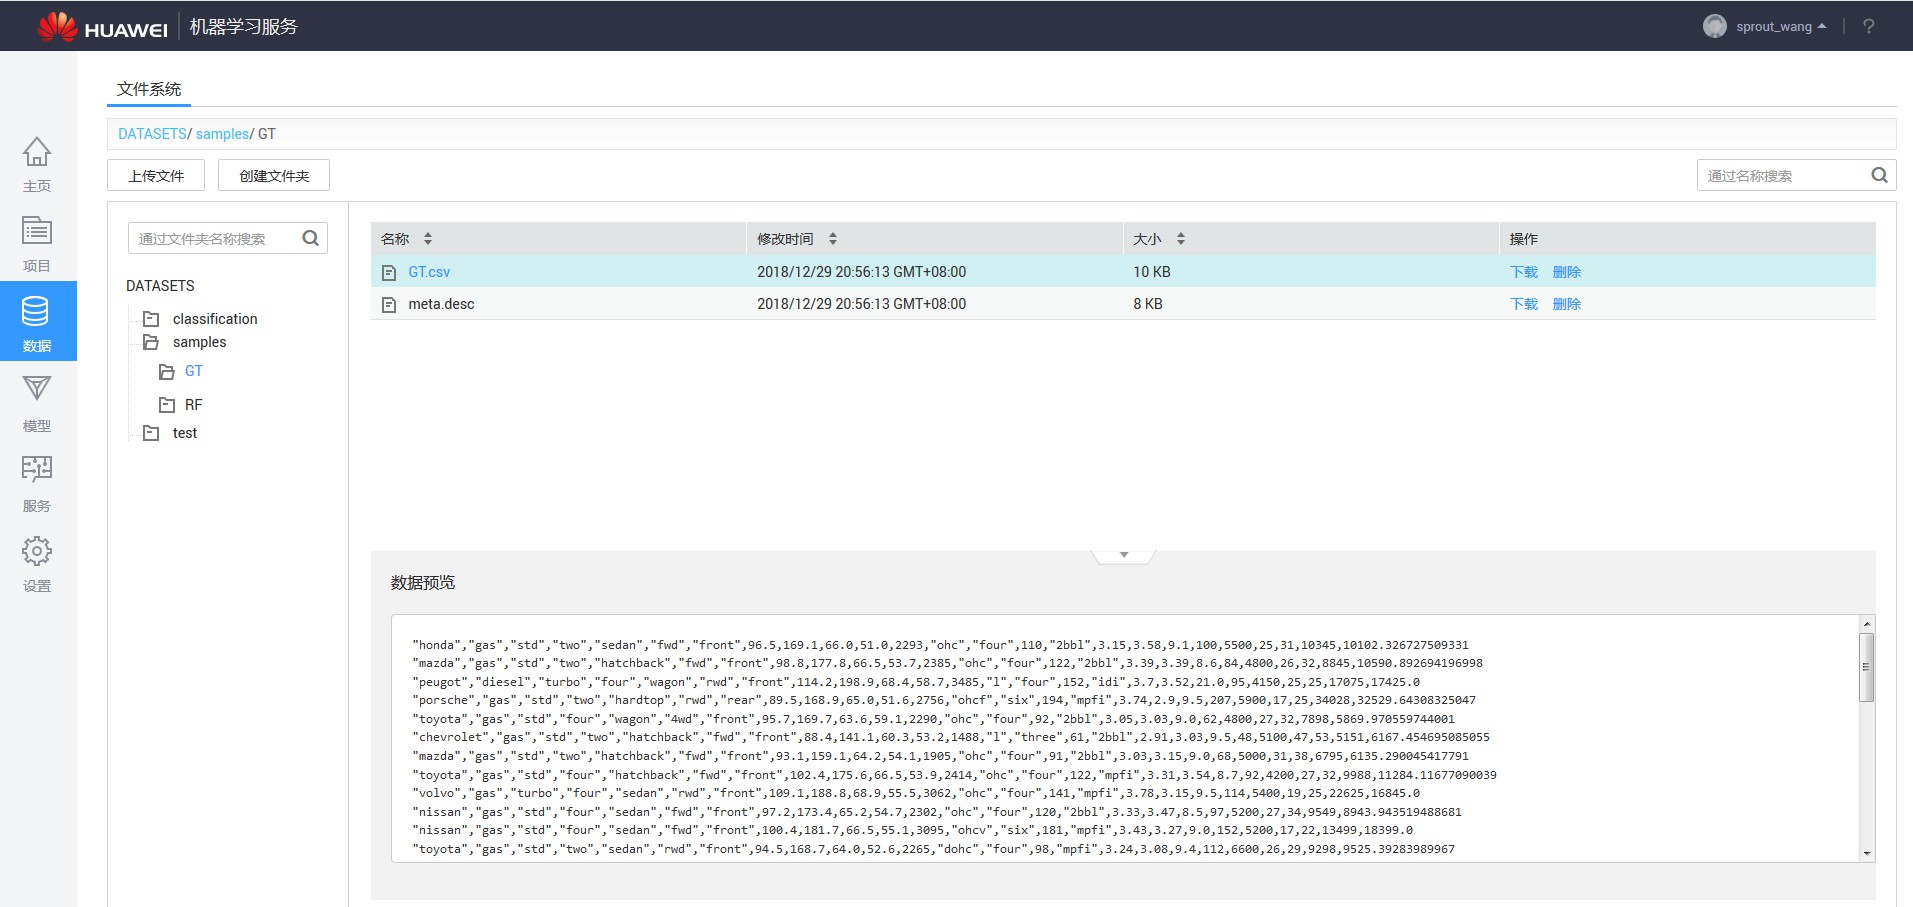 HUAWEI 机器学习服务 sprout_wang ?
文件系统
DATASETS/ samples/ GT
上传文件 创建文件夹 通过名称搜索
主页
项目
数据
模型
服务
设置
通过文件夹名称搜索
DATASETS
classification
samples
GT
RF
test
名称 修改时间 大小 操作
GT.csv 2018/12/29 20:56:13 GMT+08:00 10 KB 下载 删除
meta.desc 2018/12/29 20:56:13 GMT+08:00 8 KB 下载 删除
数据预览
"honda","gas","std","two","sedan","fwd","front",96.5,169.1,66.0,51.0,2293,"ohc","four",110,"2bbl",3.15,3.58,9.1,100,5500,25,31,10345,10102.326727509331
"mazda","gas","std","two","hatchback","fwd","front",98.8,177.8,66.5,53.7,2385,"ohc","four",122,"2bbl",3.39,3.39,8.6,84,4800,26,32,8845,10590.892694196998
"peugot","diesel","turbo","four","wagon","rwd","front",114.2,198.9,68.4,58.7,3485,"l","four",152,"idi",3.7,3.52,21.0,95,4150,25,25,17075,17425.0
"porsche","gas","std","two","hardtop","rwd","rear",89.5,168.9,65.0,51.6,2756,"ohcf","six",194,"mpfi",3.74,2.9,9.5,207,5900,17,25,34028,32529.64308325047
"toyota","gas","std","four","wagon","4wd","front",95.7,169.7,63.6,59.1,2290,"ohc","four",92,"2bbl",3.05,3.03,9.0,62,4800,27,32,7898,5869.970559744001
"chevrolet","gas","std","two","hatchback","fwd","front",88.4,141.1,60.3,53.2,1488,"l","three",61,"2bbl",2.91,3.03,9.5,48,5100,47,53,5151,6167.454695085055
"mazda","gas","std","two","hatchback","fwd","front",93.1,159.1,64.2,54.1,1905,"ohc","four",91,"2bbl",3.03,3.15,9.0,68,5000,31,38,6795,6135.290045417791
"toyota","gas","std","four","hatchback","fwd","front",102.4,175.6,66.5,53.9,2414,"ohc","four",122,"mpfi",3.31,3.54,8.7,92,4200,27,32,9988,11284.11677090039
"volvo","gas","turbo","four","sedan","rwd","front",109.1,188.8,68.9,55.5,3062,"ohc","four",141,"mpfi",3.78,3.15,9.5,114,5400,19,25,22625,16845.0
"nissan","gas","std","four","sedan","fwd","front",97.2,173.4,65.2,54.7,2302,"ohc","four",120,"2bbl",3.33,3.47,8.5,97,5200,27,34,9549,8943.943519488681
"nissan","gas","std","four","sedan","fwd","front",100.4,181.7,66.5,55.1,3095,"ohcv","six",181,"mpfi",3.43,3.27,9.0,152,5200,17,22,13499,18399.0
"toyota","gas","std","two","sedan","rwd","front",94.5,168.7,64.0,52.6,2265,"dohc","four",98,"mpfi",3.24,3.08,9.4,112,6600,26,29,9298,9525.39283989967